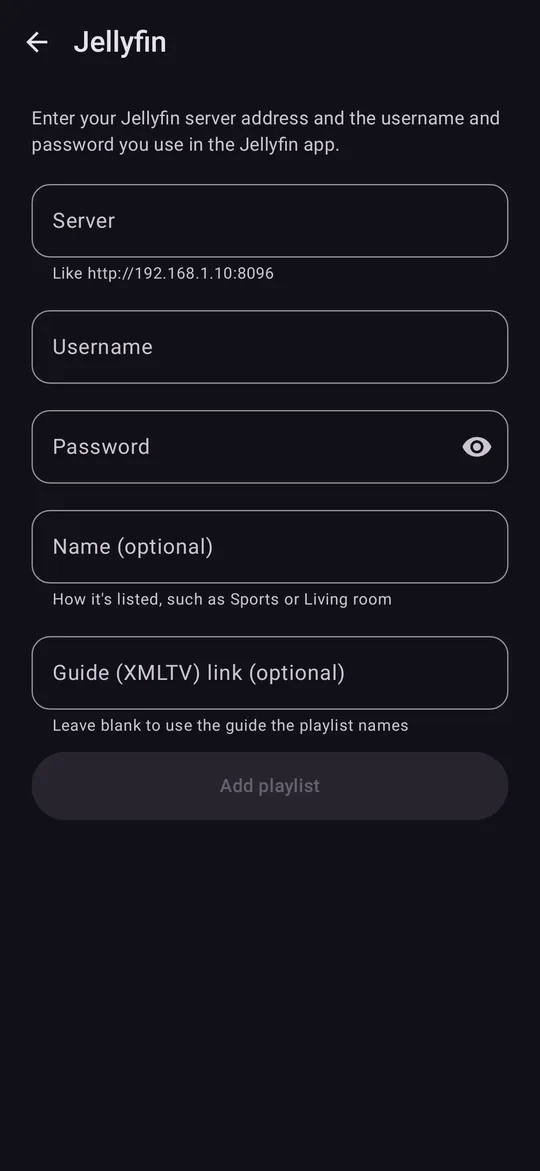 Jellyfin
Enter your Jellyfin server address and the username and
password you use in the Jellyfin app.
Server
Like http://192.168.1.10:8096
Username
Password
Name (optional)
How it's listed, such as Sports or Living room
Guide (XMLTV) link (optional)
Leave blank to use the guide the playlist names
Add playlist